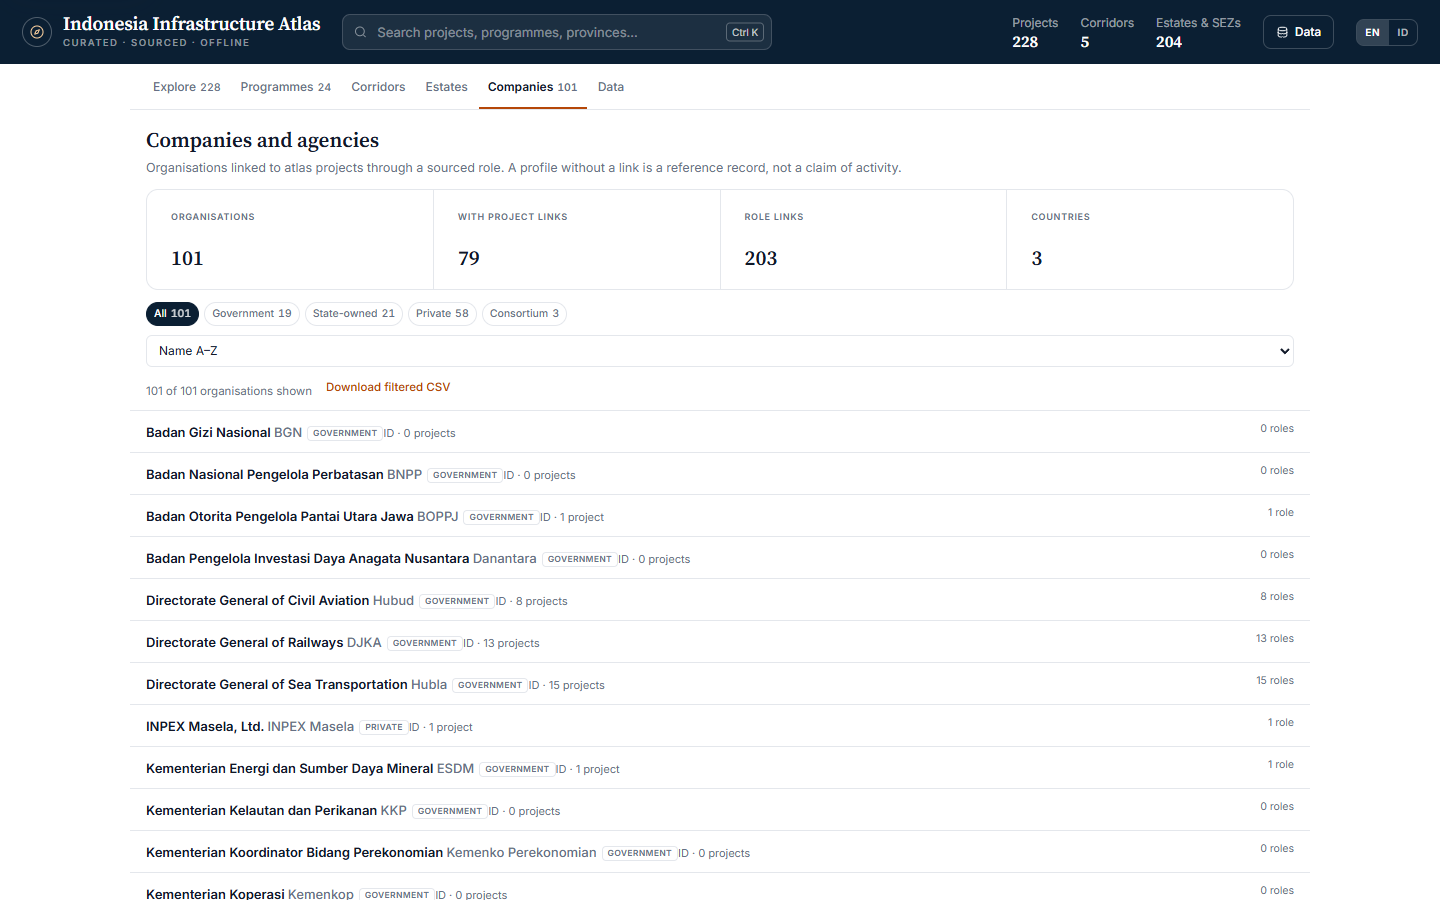 Indonesia Infrastructure Atlas
CURATED · SOURCED · OFFLINE
Search projects, programmes, provinces...
Ctrl K
Projects
228
Corridors
5
Estates & SEZs
204
Data
EN
ID
Explore 228
Programmes 24
Corridors
Estates
Companies 101
Data
Companies and agencies
Organisations linked to atlas projects through a sourced role. A profile without a link is a reference record, not a claim of activity.
ORGANISATIONS
101
WITH PROJECT LINKS
79
ROLE LINKS
203
COUNTRIES
3
All 101
Government 19
State-owned 21
Private 58
Consortium 3
Name A–Z
101 of 101 organisations shown
Download filtered CSV
Badan Gizi Nasional BGN GOVERNMENT ID · 0 projects 0 roles
Badan Nasional Pengelola Perbatasan BNPP GOVERNMENT ID · 0 projects 0 roles
Badan Otorita Pengelola Pantai Utara Jawa BOPPJ GOVERNMENT ID · 1 project 1 role
Badan Pengelola Investasi Daya Anagata Nusantara Danantara GOVERNMENT ID · 0 projects 0 roles
Directorate General of Civil Aviation Hubud GOVERNMENT ID · 8 projects 8 roles
Directorate General of Railways DJKA GOVERNMENT ID · 13 projects 13 roles
Directorate General of Sea Transportation Hubla GOVERNMENT ID · 15 projects 15 roles
INPEX Masela, Ltd. INPEX Masela PRIVATE ID · 1 project 1 role
Kementerian Energi dan Sumber Daya Mineral ESDM GOVERNMENT ID · 1 project 1 role
Kementerian Kelautan dan Perikanan KKP GOVERNMENT ID · 0 projects 0 roles
Kementerian Koordinator Bidang Perekonomian Kemenko Perekonomian GOVERNMENT ID · 0 projects 0 roles
Kementerian Koperasi Kemenkop GOVERNMENT ID · 0 projects 0 roles